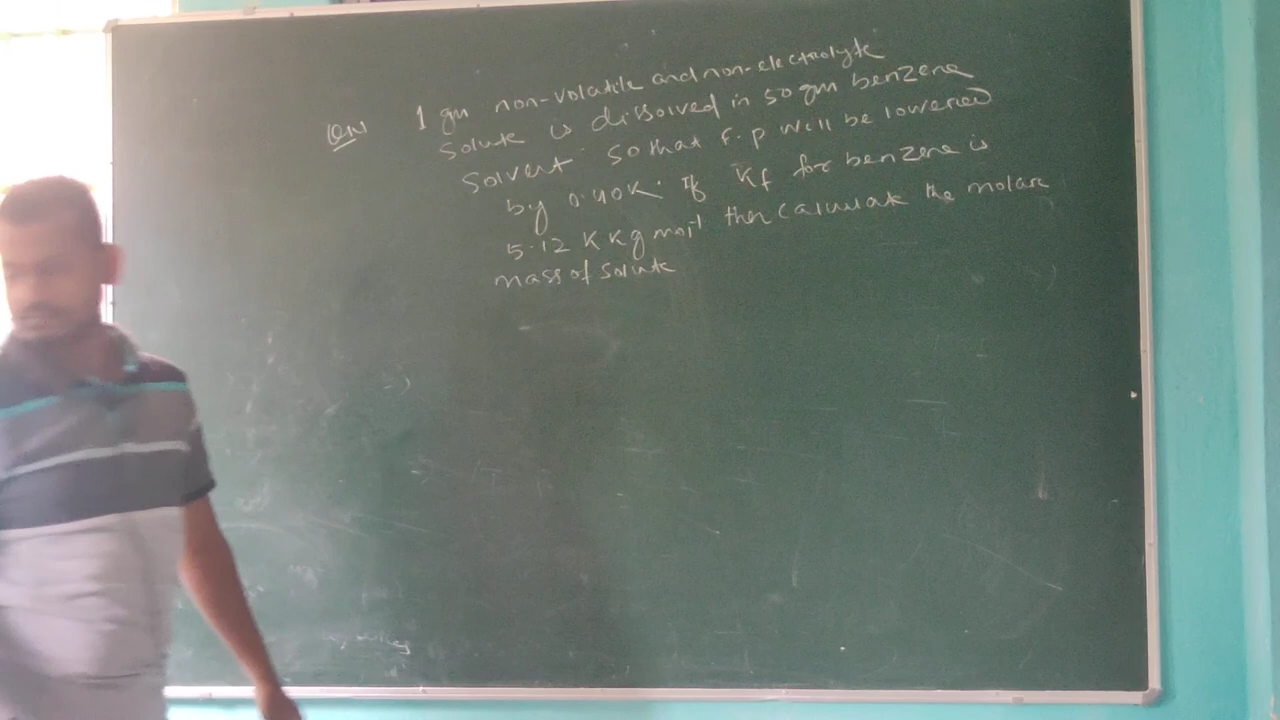 QN 1 gm non-volatile and non-electrolyte
solute is dissolved in 50 gm benzene
solvent so that F.p will be lowered
by 0.40K. If Kf for benzene is
5.12 K Kg mol-1 then calculate the molar
mass of solute